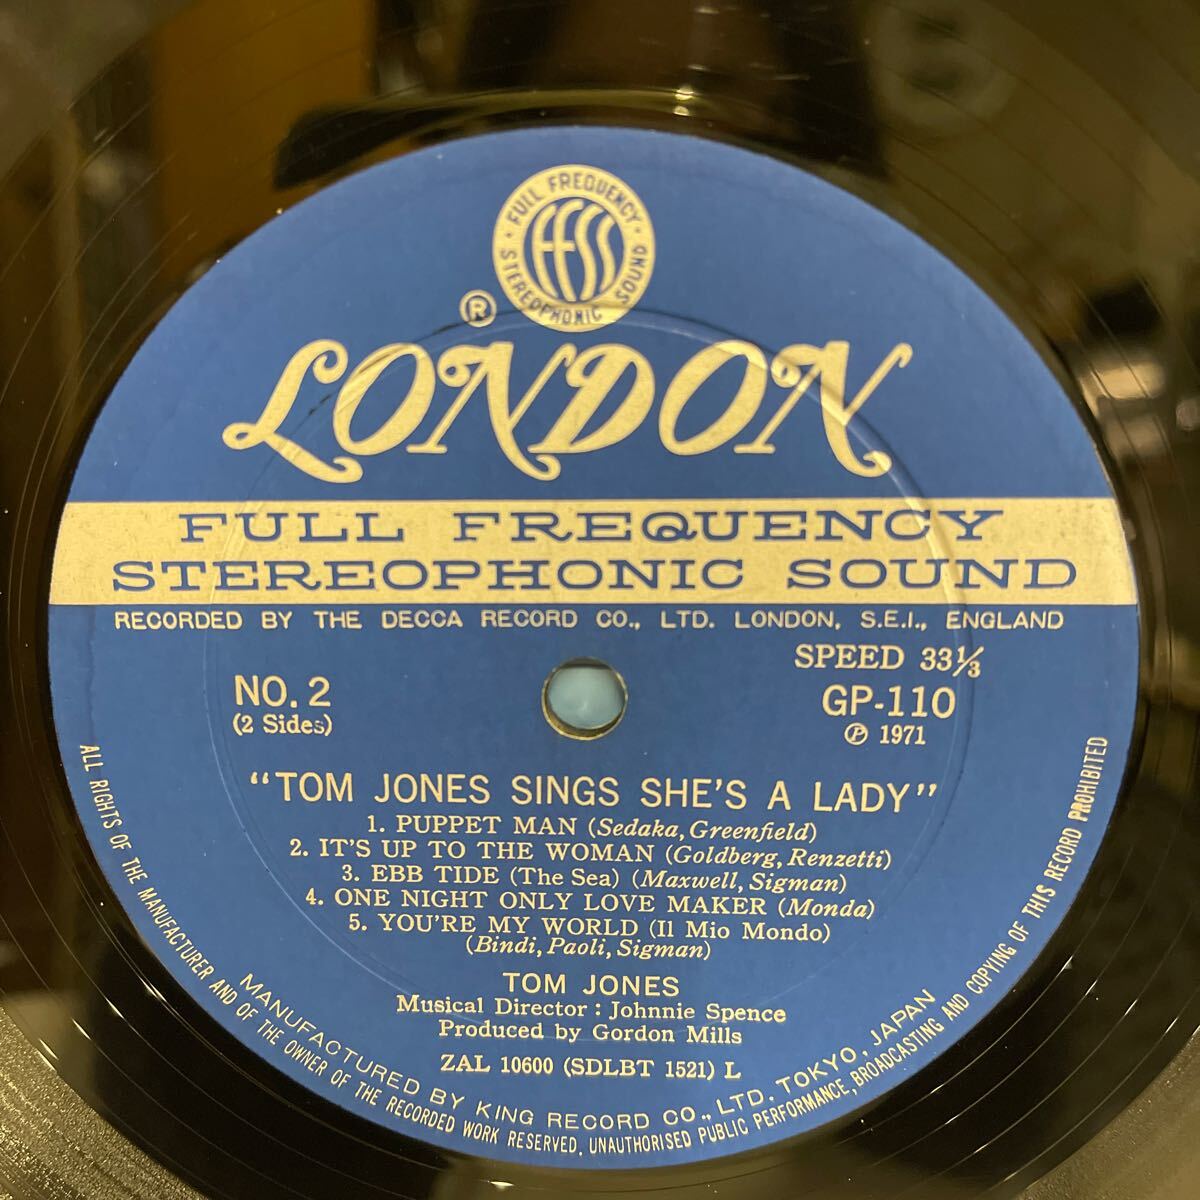 · FULL FREQUENCY ·
STEREOPHONIC SOUND
FFSS
®
LONDON
FULL FREQUENCY
STEREOPHONIC SOUND
RECORDED BY THE DECCA RECORD CO., LTD. LONDON, S.E.I., ENGLAND
SPEED 33⅓
NO. 2
(2 Sides)
GP-110
℗ 1971
"TOM JONES SINGS SHE'S A LADY"
1. PUPPET MAN (Sedaka, Greenfield)
2. IT'S UP TO THE WOMAN (Goldberg, Renzetti)
3. EBB TIDE (The Sea) (Maxwell, Sigman)
4. ONE NIGHT ONLY LOVE MAKER (Monda)
5. YOU'RE MY WORLD (Il Mio Mondo)
(Bindi, Paoli, Sigman)
TOM JONES
Musical Director : Johnnie Spence
Produced by Gordon Mills
ZAL 10600 (SDLBT 1521) L
MANUFACTURED BY KING RECORD CO., LTD. TOKYO, JAPAN
ALL RIGHTS OF THE MANUFACTURER AND OF THE OWNER OF THE RECORDED WORK RESERVED, UNAUTHORISED PUBLIC PERFORMANCE, BROADCASTING AND COPYING OF THIS RECORD PROHIBITED